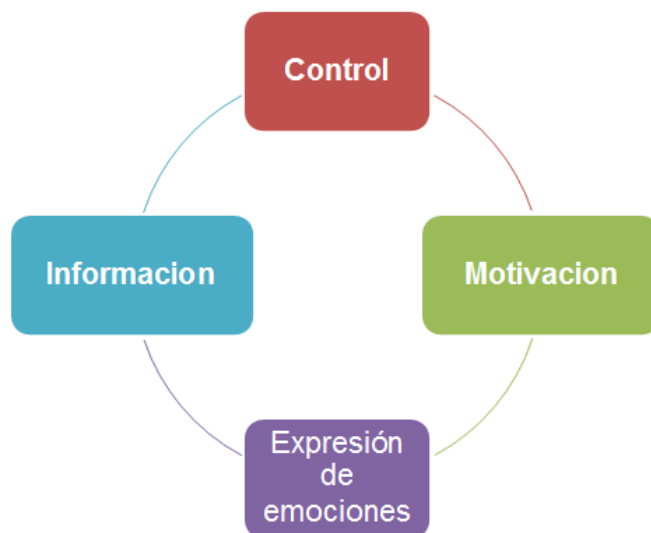 Control
Informacion
Motivacion
Expresión
de
emociones